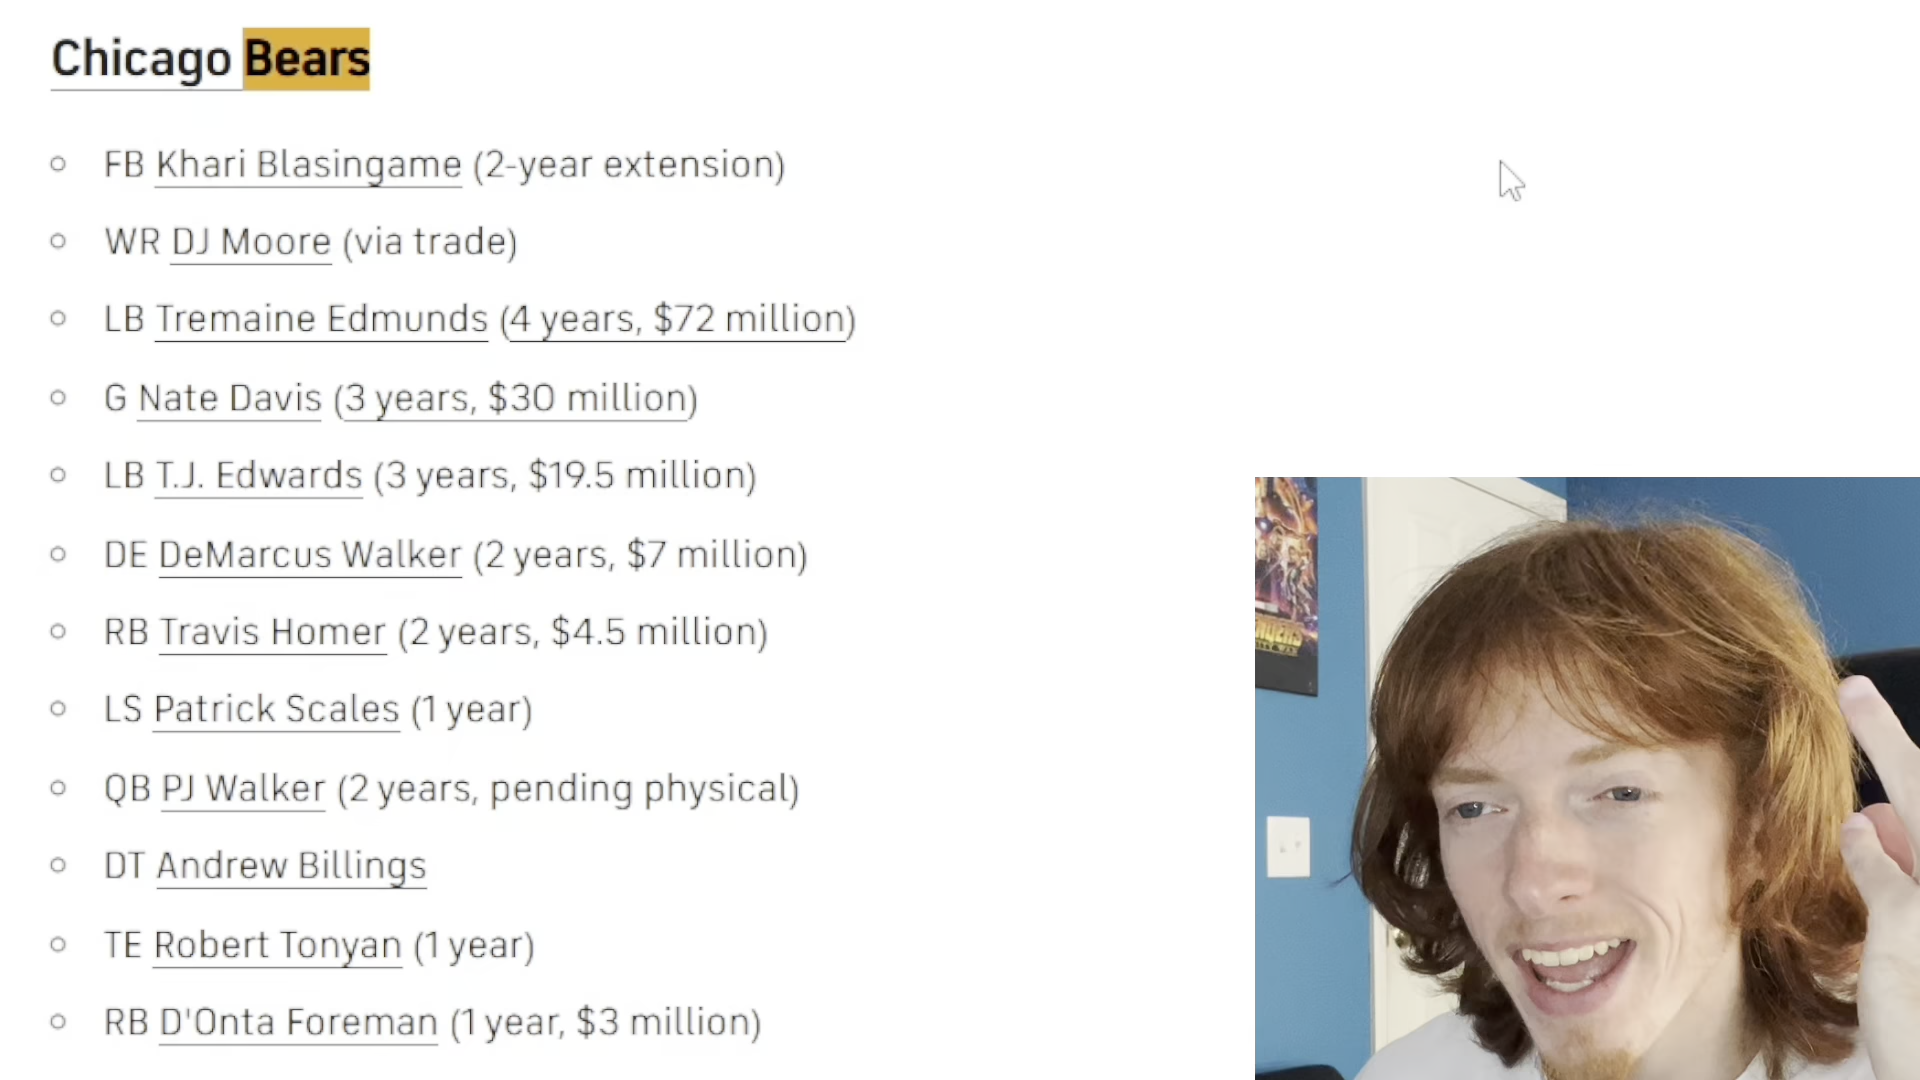 Chicago Bears
FB Khari Blasingame (2-year extension)
WR DJ Moore (via trade)
LB Tremaine Edmunds (4 years, $72 million)
G Nate Davis (3 years, $30 million)
LB T.J. Edwards (3 years, $19.5 million)
DE DeMarcus Walker (2 years, $7 million)
RB Travis Homer (2 years, $4.5 million)
LS Patrick Scales (1 year)
QB PJ Walker (2 years, pending physical)
DT Andrew Billings
TE Robert Tonyan (1 year)
RB D'Onta Foreman (1 year, $3 million)